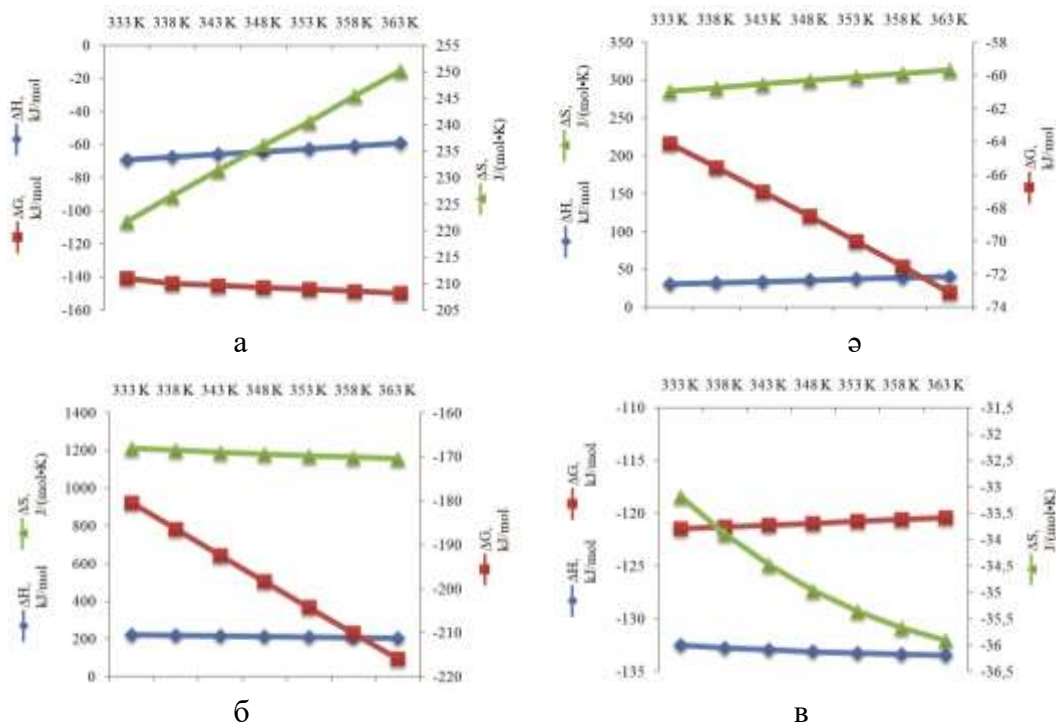 333 K 338 K 343 K 348 K 353 K 358 K 363 K
0
-20
-40
-60
-80
-100
-120
-140
-160
ΔH,
kJ/mol
ΔG,
kJ/mol
255
250
245
240
235
230
225
220
215
210
205
ΔS,
J/(mol•K)
а
333 K 338 K 343 K 348 K 353 K 358 K 363 K
350
300
250
200
150
100
50
0
ΔS,
J/(mol•K)
ΔH,
kJ/mol
-58
-60
-62
-64
-66
-68
-70
-72
-74
ΔG,
kJ/mol
ә
333 K 338 K 343 K 348 K 353 K 358 K 363 K
1400
1200
1000
800
600
400
200
0
ΔS,
J/(mol•K)
ΔH,
kJ/mol
-160
-170
-180
-190
-200
-210
-220
ΔG,
kJ/mol
б
333 K 338 K 343 K 348 K 353 K 358 K 363 K
-110
-115
-120
-125
-130
-135
ΔG,
kJ/mol
ΔH,
kJ/mol
-31,5
-32
-32,5
-33
-33,5
-34
-34,5
-35
-35,5
-36
-36,5
ΔS,
J/(mol•K)
в